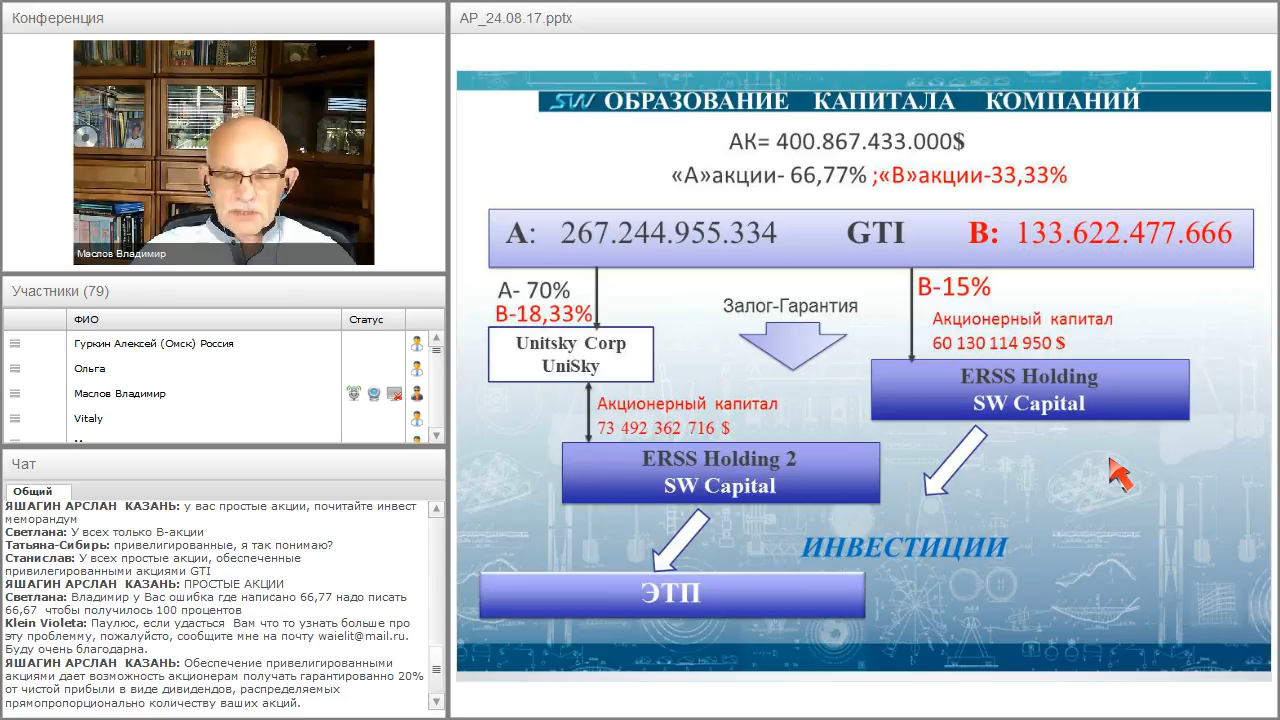 Конференция
Маслов Владимир
Участники (79)
ФИО
Статус
Гуркин Алексей (Омск) Россия
Ольга
Маслов Владимир
Vitaly
Чат
Общий
ЯШАГИН АРСЛАН КАЗАНЬ: у вас простые акции, почитайте инвест
меморандум
Светлана: У всех только В-акции
Татьяна-Сибирь: привелигированные, я так понимаю?
Станислав: У всех простые акции, обеспеченные
привилегированными акциями GTI
ЯШАГИН АРСЛАН КАЗАНЬ: ПРОСТЫЕ АКЦИИ
Светлана: Владимир у Вас ошибка где написано 66,77 надо писать
66,67 чтобы получилось 100 процентов
Klein Violeta: Паулюс, если удасться Вам что то узнать больше про
эту проблемму, пожалуйсто, сообщите мне на почту waielit@mail.ru.
Буду очень благодарна.
ЯШАГИН АРСЛАН КАЗАНЬ: Обеспечение привелигированными
акциями дает возможность акционерам получать гарантированно 20%
от чистой прибыли в виде дивидендов, распределяемых
прямопропорционально количеству ваших акций.
AP_24.08.17.pptx
SW ОБРАЗОВАНИЕ КАПИТАЛА КОМПАНИЙ
АК= 400.867.433.000$
«А»акции- 66,77% ;«В»акции-33,33%
A: 267.244.955.334 GTI B: 133.622.477.666
А- 70%
В-18,33%
Залог-Гарантия
В-15%
Акционерный капитал
60 130 114 950 $
Unitsky Corp
UniSky
ERSS Holding
SW Capital
Акционерный капитал
73 492 362 716 $
ERSS Holding 2
SW Capital
ИНВЕСТИЦИИ
ЭТП